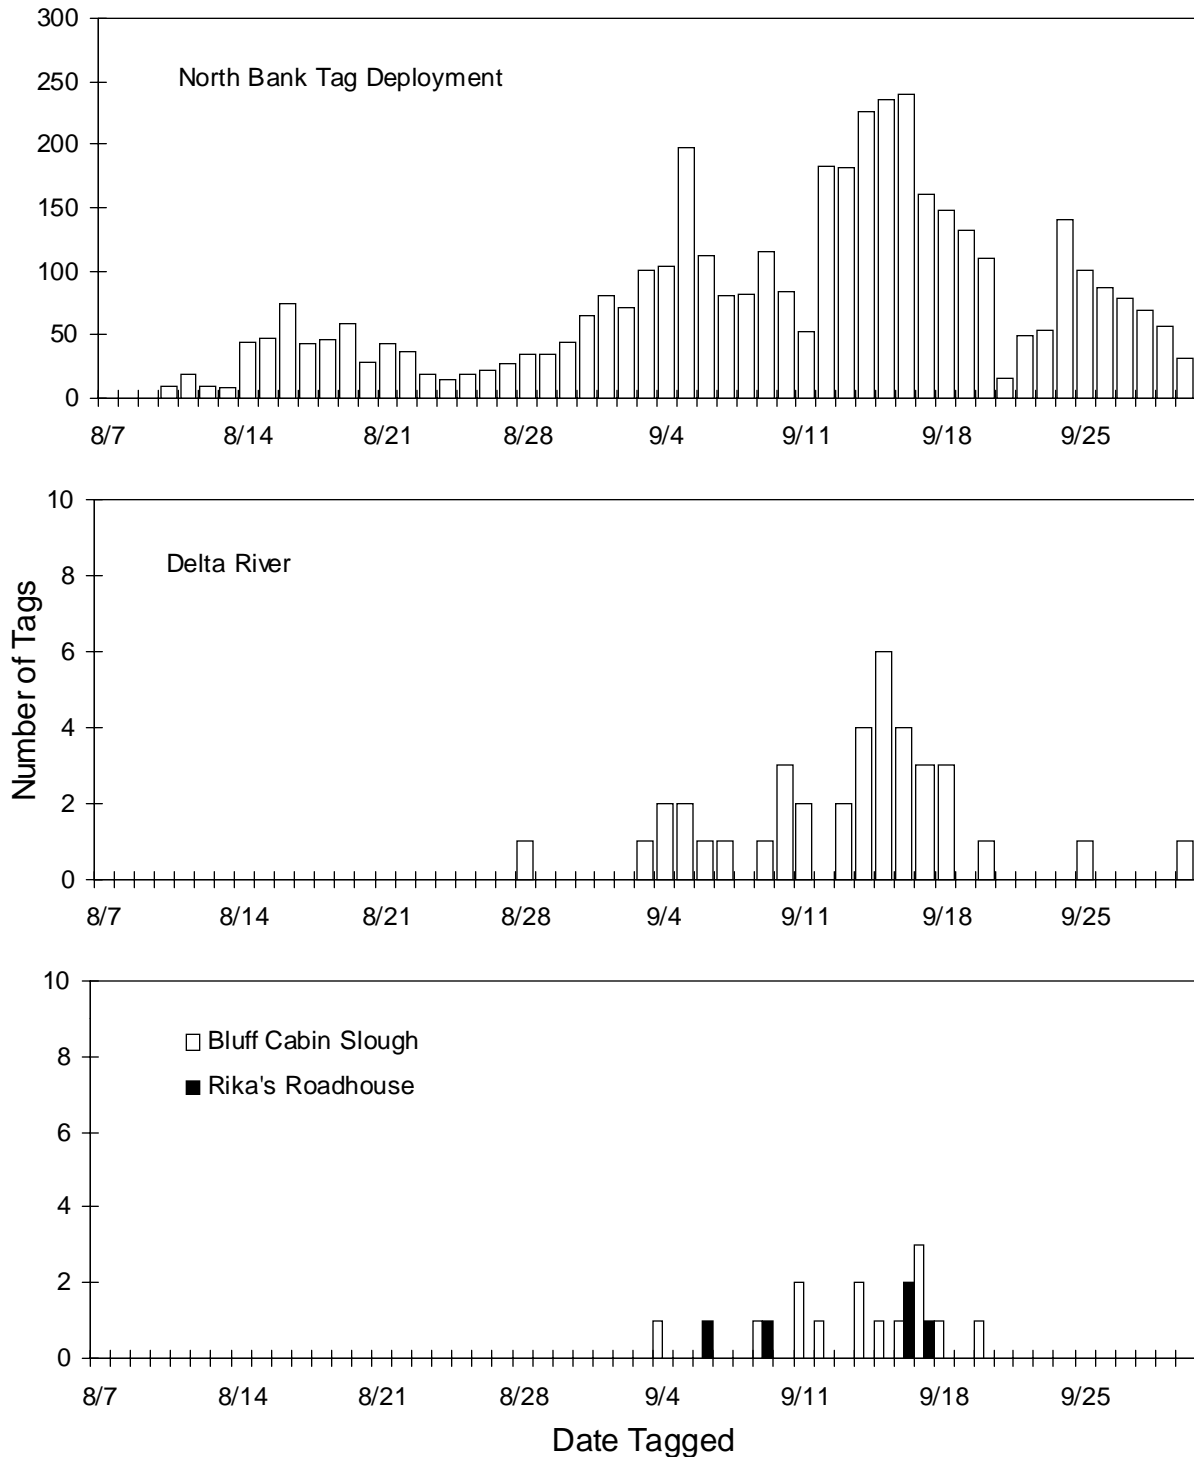 300
North Bank Tag Deployment
250
200
150
100
50
0
8/7 8/14 8/21 8/28 9/4 9/11 9/18 9/25
10
Delta River
8
6
4
2
0
8/7 8/14 8/21 8/28 9/4 9/11 9/18 9/25
Number of Tags
10
Bluff Cabin Slough
8
Rika's Roadhouse
6
4
2
0
8/7 8/14 8/21 8/28 9/4 9/11 9/18 9/25
Date Tagged